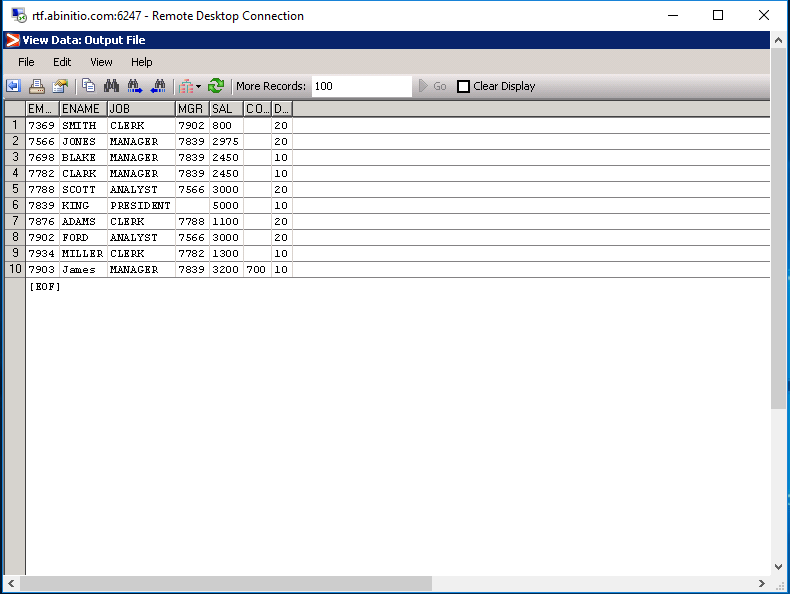 rtf.abinitio.com:6247 - Remote Desktop Connection
View Data: Output File
File Edit View Help
More Records: 100 Go Clear Display
EM... ENAME JOB MGR SAL CO... D...
1 7369 SMITH CLERK 7902 800 20
2 7566 JONES MANAGER 7839 2975 20
3 7698 BLAKE MANAGER 7839 2450 10
4 7782 CLARK MANAGER 7839 2450 10
5 7788 SCOTT ANALYST 7566 3000 20
6 7839 KING PRESIDENT 5000 10
7 7876 ADAMS CLERK 7788 1100 20
8 7902 FORD ANALYST 7566 3000 20
9 7934 MILLER CLERK 7782 1300 10
10 7903 James MANAGER 7839 3200 700 10
[EOF]